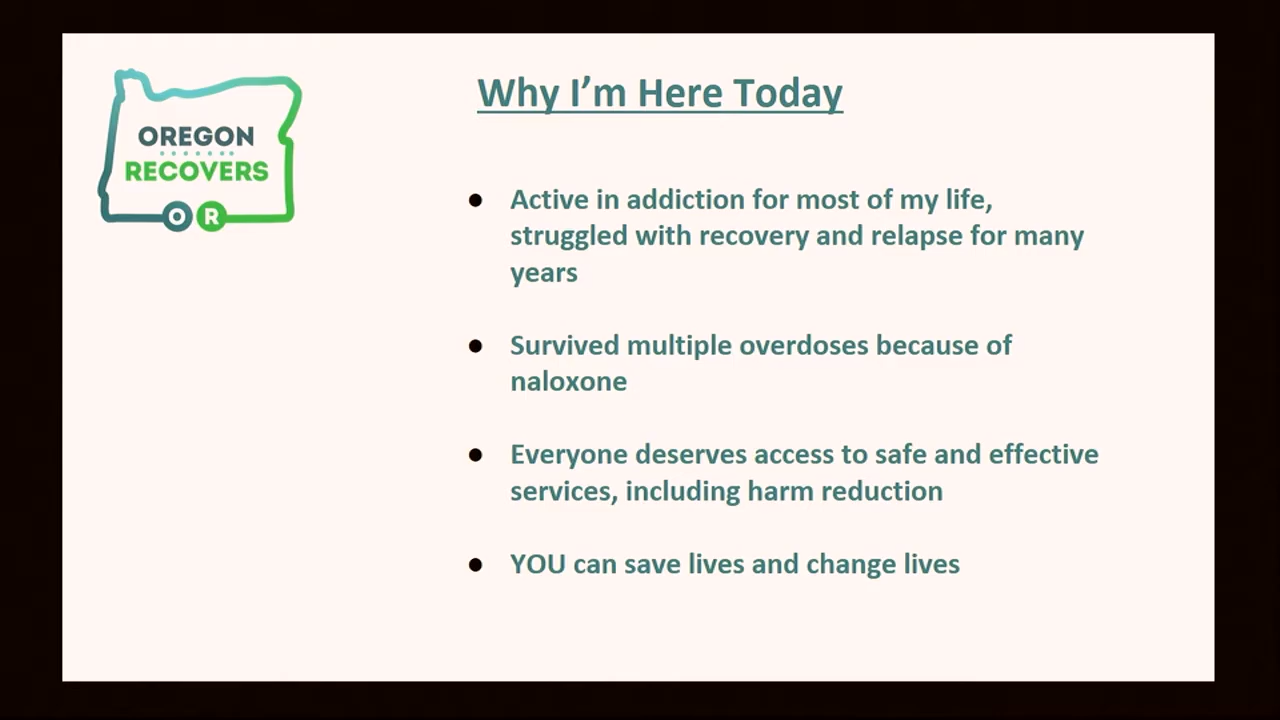 OREGON
RECOVERS
O R
Why I'm Here Today
● Active in addiction for most of my life,
struggled with recovery and relapse for many
years
● Survived multiple overdoses because of
naloxone
● Everyone deserves access to safe and effective
services, including harm reduction
● YOU can save lives and change lives